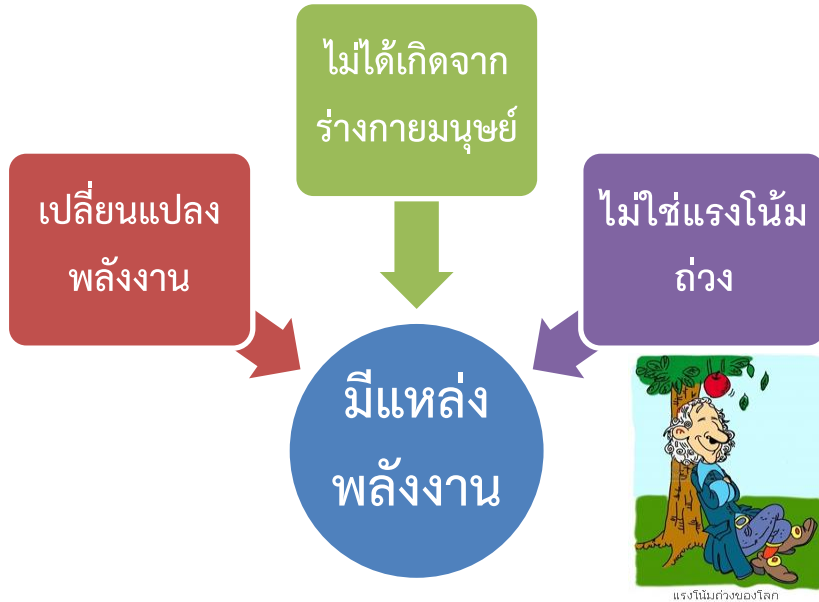 ไม่ได้เกิดจาก
ร่างกายมนุษย์
เปลี่ยนแปลง
พลังงาน
ไม่ใช่แรงโน้ม
ถ่วง
มีแหล่ง
พลังงาน
แรงโน้มถ่วงของโลก